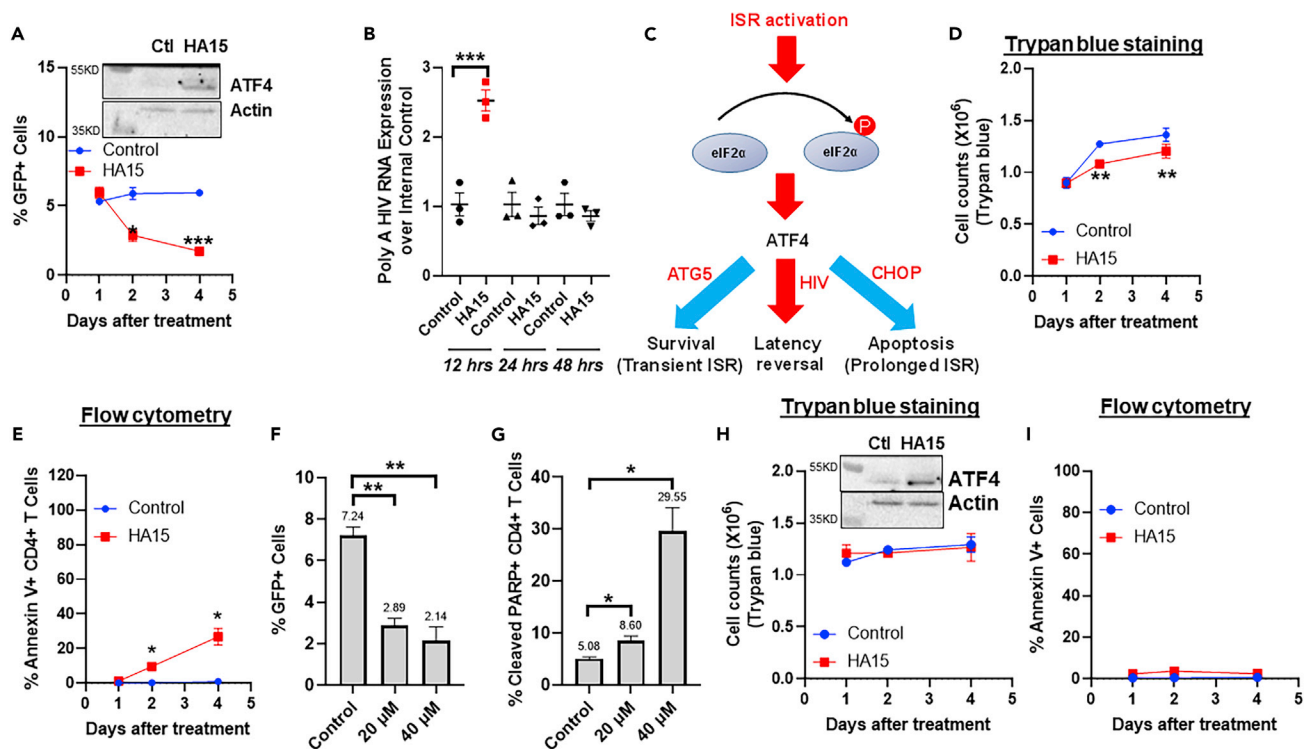 A
Ctl HA15
55KD
ATF4
Actin
35KD
15
10
5
0
% GFP+ Cells
Control
HA15
*
***
0 1 2 3 4 5
Days after treatment
B
***
3
2
1
0
Poly A HIV RNA Expression
over Internal Control
Control
HA15
Control
HA15
Control
HA15
12 hrs 24 hrs 48 hrs
C
ISR activation
P
eIF2α eIF2α
ATF4
ATG5 HIV CHOP
Survival
(Transient ISR)
Latency
reversal
Apoptosis
(Prolonged ISR)
D
Trypan blue staining
2.0
1.5
1.0
0.5
0.0
Cell counts (X10⁶)
(Trypan blue)
** **
Control
HA15
0 1 2 3 4 5
Days after treatment
E
Flow cytometry
120
100
80
60
40
20
0
% Annexin V+ CD4+ T Cells
Control
HA15
* *
0 1 2 3 4 5
Days after treatment
F
10
8
6
4
2
0
% GFP+ Cells
**
**
7.24
2.89
2.14
Control
20 µM
40 µM
G
40
30
20
10
0
% Cleaved PARP+ CD4+ T Cells
*
*
5.08
8.60
29.55
Control
20 µM
40 µM
H
Trypan blue staining
Ctl HA15
55KD
ATF4
Actin
35KD
2.0
1.5
1.0
0.5
0.0
Cell counts (X10⁶)
(Trypan blue)
Control
HA15
0 1 2 3 4 5
Days after treatment
I
Flow cytometry
100
80
60
40
20
0
% Annexin V+ Cells
Control
HA15
0 1 2 3 4 5
Days after treatment